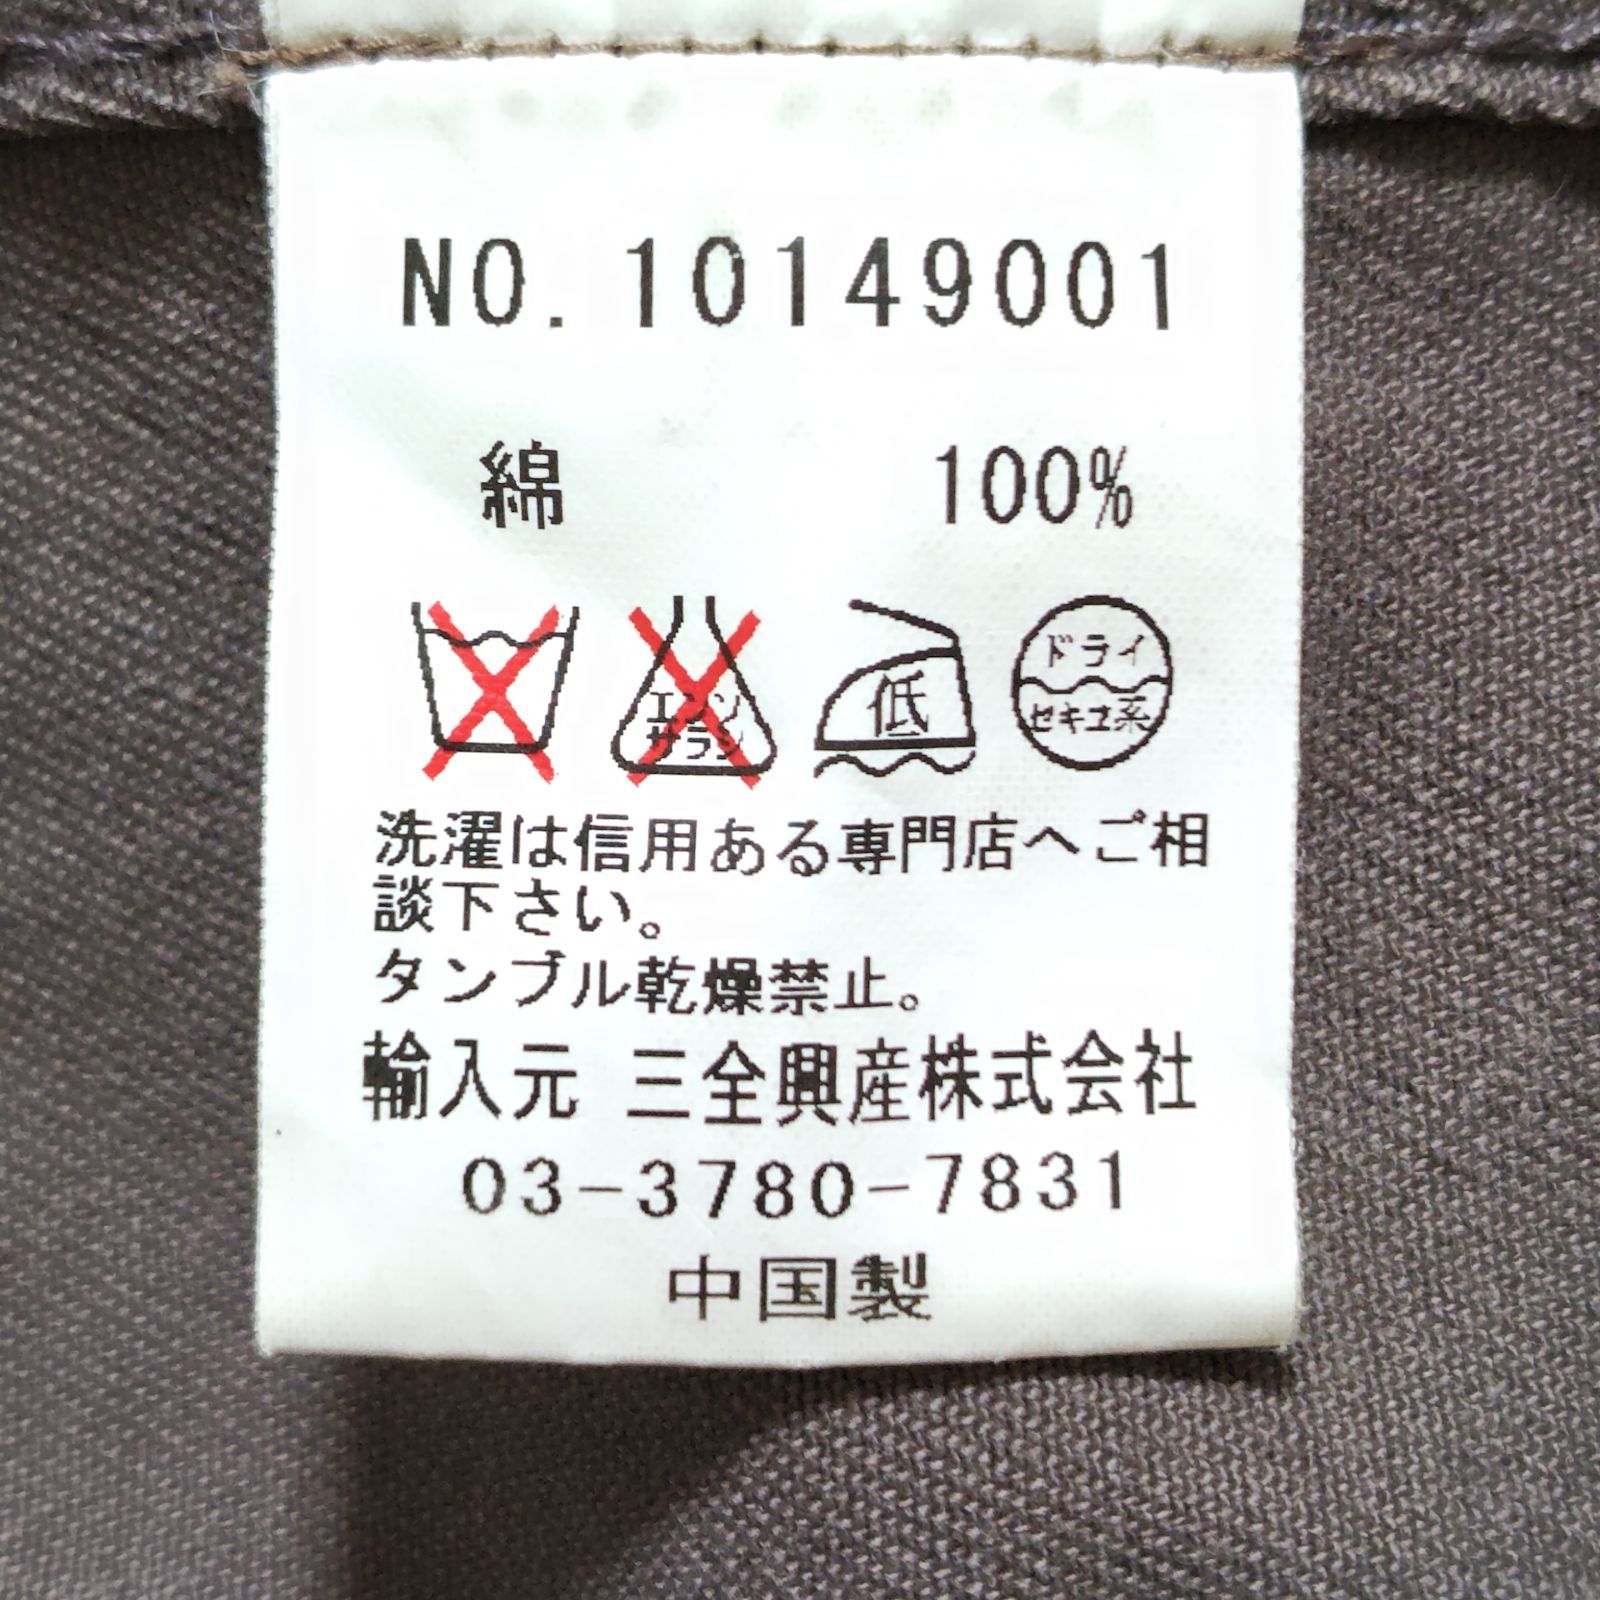 NO. 10149001
綿 100%
エンソ
サラシ
低
ドライ
セキユ系
洗濯は信用ある専門店へご相
談下さい。
タンブル乾燥禁止。
輸入元 三全興産株式会社
03-3780-7831
中国製